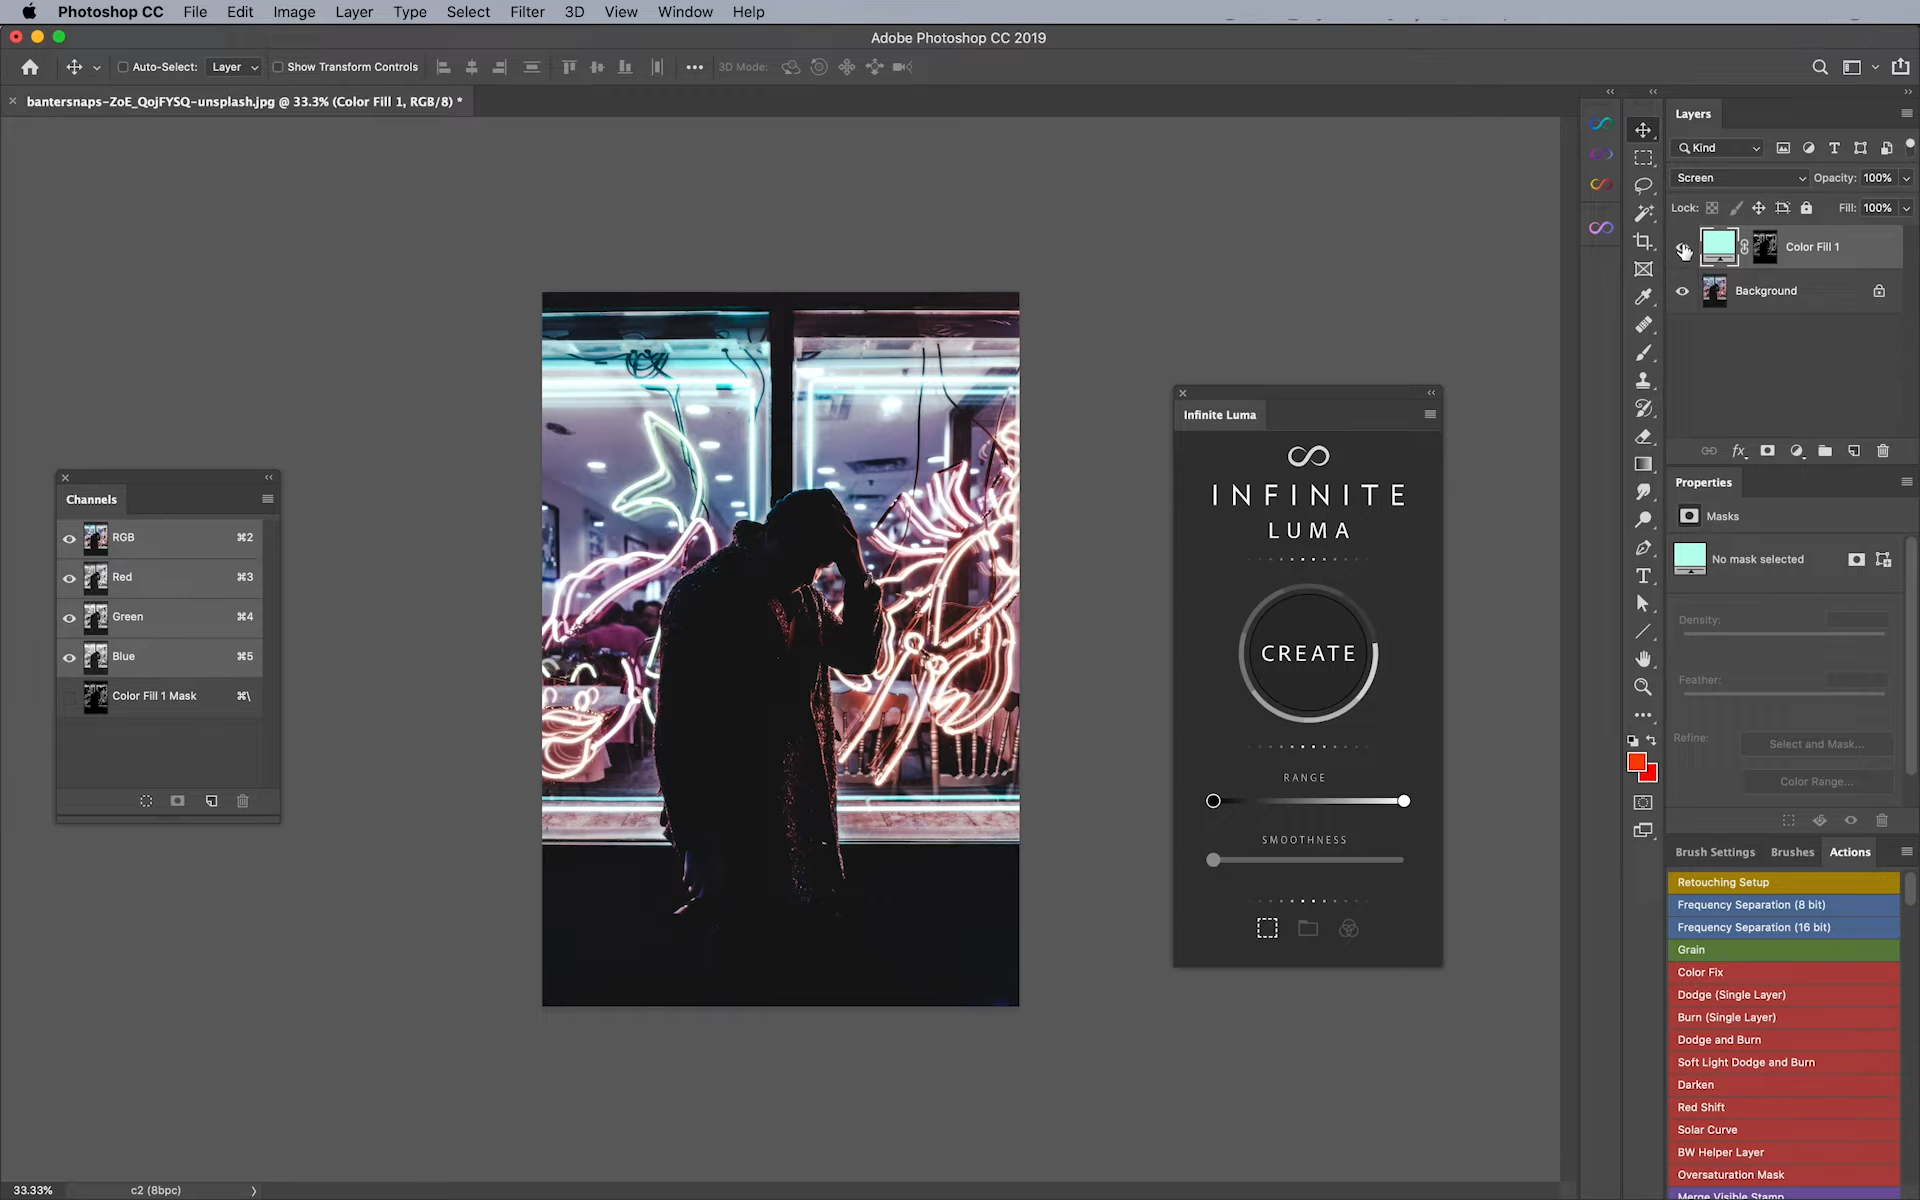 Photoshop CC File Edit Image Layer Type Select Filter 3D View Window Help
Adobe Photoshop CC 2019
Auto-Select: Layer Show Transform Controls 3D Mode:
bantersnaps-ZoE_QojFYSQ-unsplash.jpg @ 33.3% (Color Fill 1, RGB/8) *
Channels
RGB ⌘2
Red ⌘3
Green ⌘4
Blue ⌘5
Color Fill 1 Mask ⌘\
Infinite Luma
INFINITE
LUMA
CREATE
RANGE
SMOOTHNESS
Layers
Kind
Screen Opacity: 100%
Lock: Fill: 100%
Color Fill 1
Background
fx
Properties
Masks
No mask selected
Density:
Feather:
Refine: Select and Mask...
Color Range...
Brush Settings Brushes Actions
Retouching Setup
Frequency Separation (8 bit)
Frequency Separation (16 bit)
Grain
Color Fix
Dodge (Single Layer)
Burn (Single Layer)
Dodge and Burn
Soft Light Dodge and Burn
Darken
Red Shift
Solar Curve
BW Helper Layer
Oversaturation Mask
Merge Visible Stamp
33.33% c2 (8bpc)